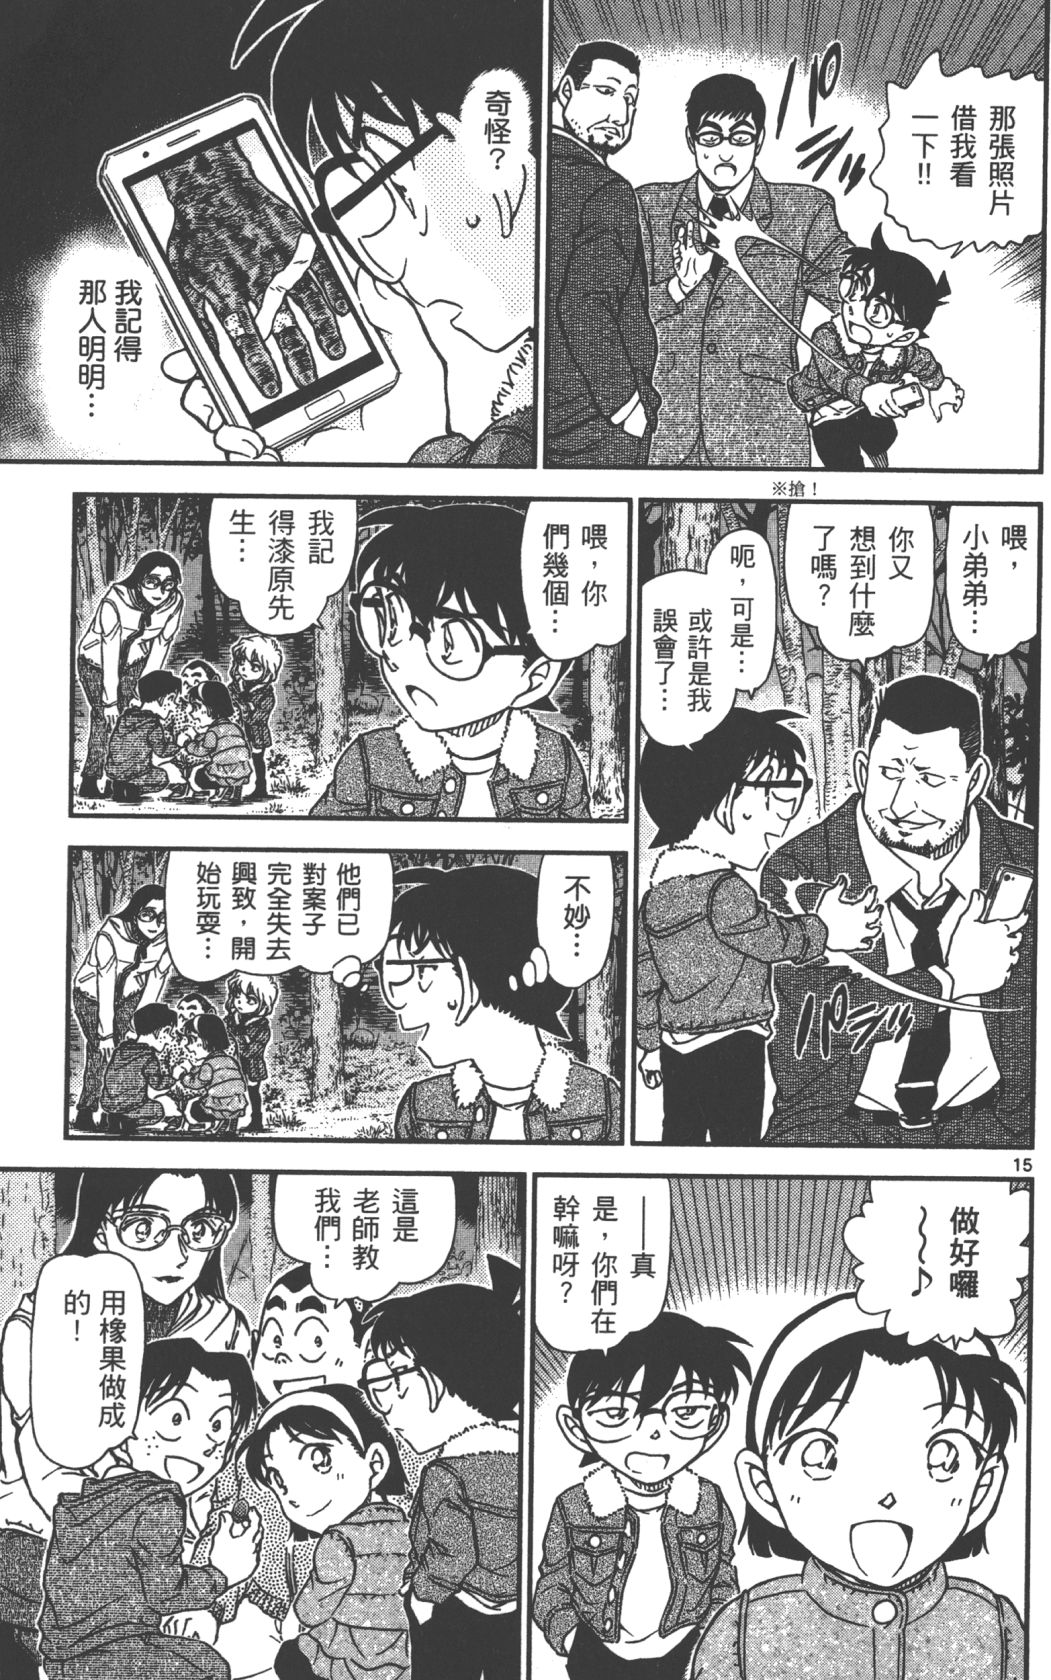 那張照片
借我看
一下!!
バッ
奇怪?
我記得
那人明明…
※搶！
喂，
小弟弟…
你又
想到什麼
了嗎?
呃，可是…
或許是我
誤會了…
バッ
喂，你
們幾個…
我記
得漆原先
生…
不妙…
他們已
對案子
完全失去
興致，開
始玩耍…
15
做好囉
～～♪
──真
是，你們在
幹嘛呀?
這是
老師教
我們…
用橡果做成
的!